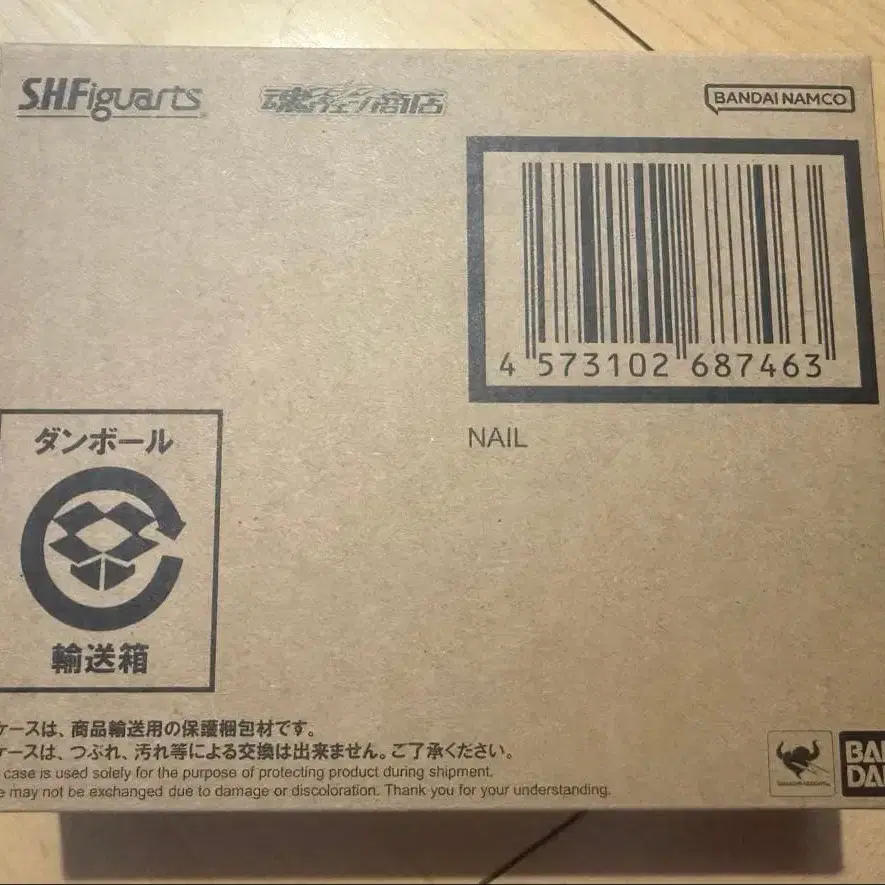 S.H.Figuarts
魂ウェブ商店
BANDAI NAMCO
4 573102 687463
NAIL
ダンボール
輸送箱
ケースは、商品輸送用の保護梱包材です。
ケースは、つぶれ、汚れ等による交換は出来ません。ご了承ください。
case is used solely for the purpose of protecting product during shipment.
e may not be exchanged due to damage or discoloration. Thank you for your understanding.
BAN
DAI